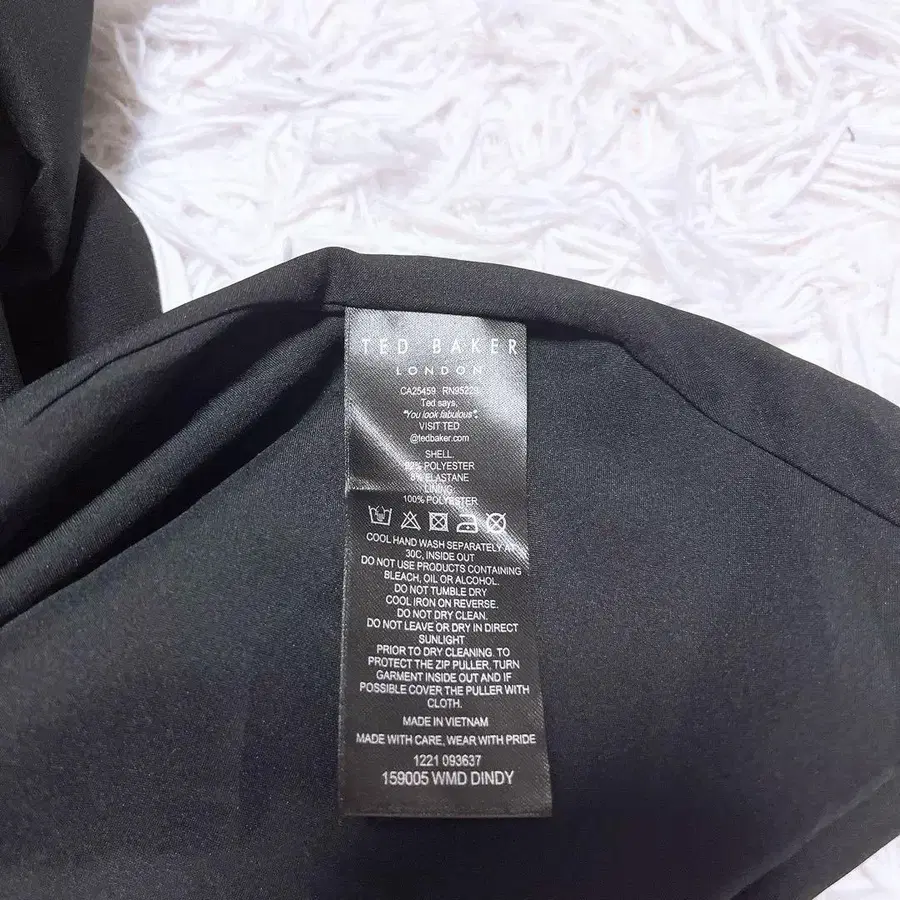 TED BAKER
LONDON
CA25459 RN95228
Ted says,
"You look fabulous".
VISIT TED
@tedbaker.com
SHELL.
92% POLYESTER
8% ELASTANE
LINING
100% POLYESTER
COOL HAND WASH SEPARATELY AT
30C, INSIDE OUT
DO NOT USE PRODUCTS CONTAINING
BLEACH, OIL OR ALCOHOL.
DO NOT TUMBLE DRY
COOL IRON ON REVERSE.
DO NOT DRY CLEAN.
DO NOT LEAVE OR DRY IN DIRECT
SUNLIGHT
PRIOR TO DRY CLEANING. TO
PROTECT THE ZIP PULLER, TURN
GARMENT INSIDE OUT AND IF
POSSIBLE COVER THE PULLER WITH
CLOTH.
MADE IN VIETNAM
MADE WITH CARE, WEAR WITH PRIDE
1221 093637
159005 WMD DINDY